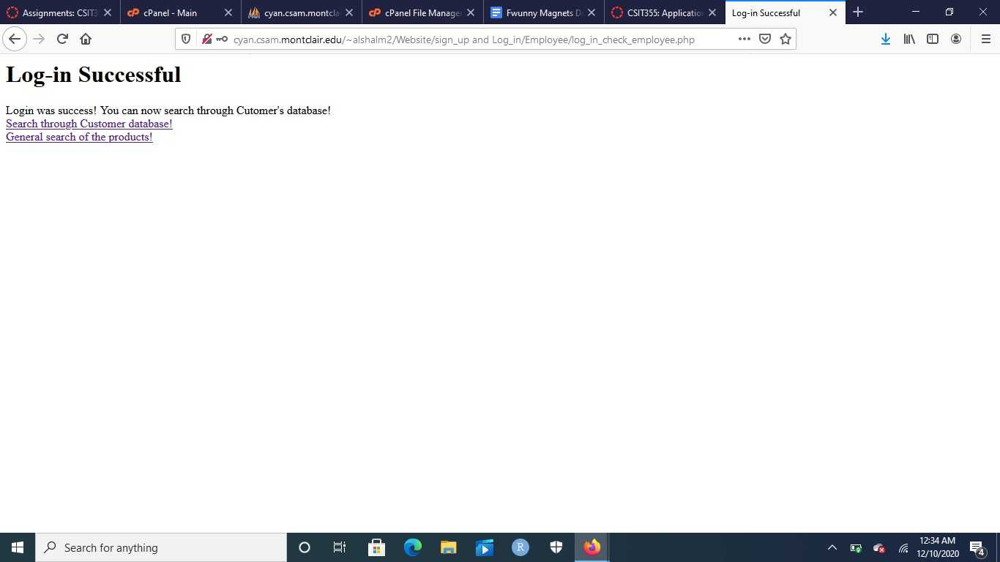 Assignments: CSIT3
cPanel - Main
cyan.csam.montclai
cPanel File Manager
Fwunny Magnets D
CSIT355: Application
Log-in Successful
cyan.csam.montclair.edu/~alshalm2/Website/sign_up and Log_in/Employee/log_in_check_employee.php
Log-in Successful
Login was success! You can now search through Cutomer's database!
Search through Customer database!
General search of the products!
Search for anything
R
12:34 AM
12/10/2020
4